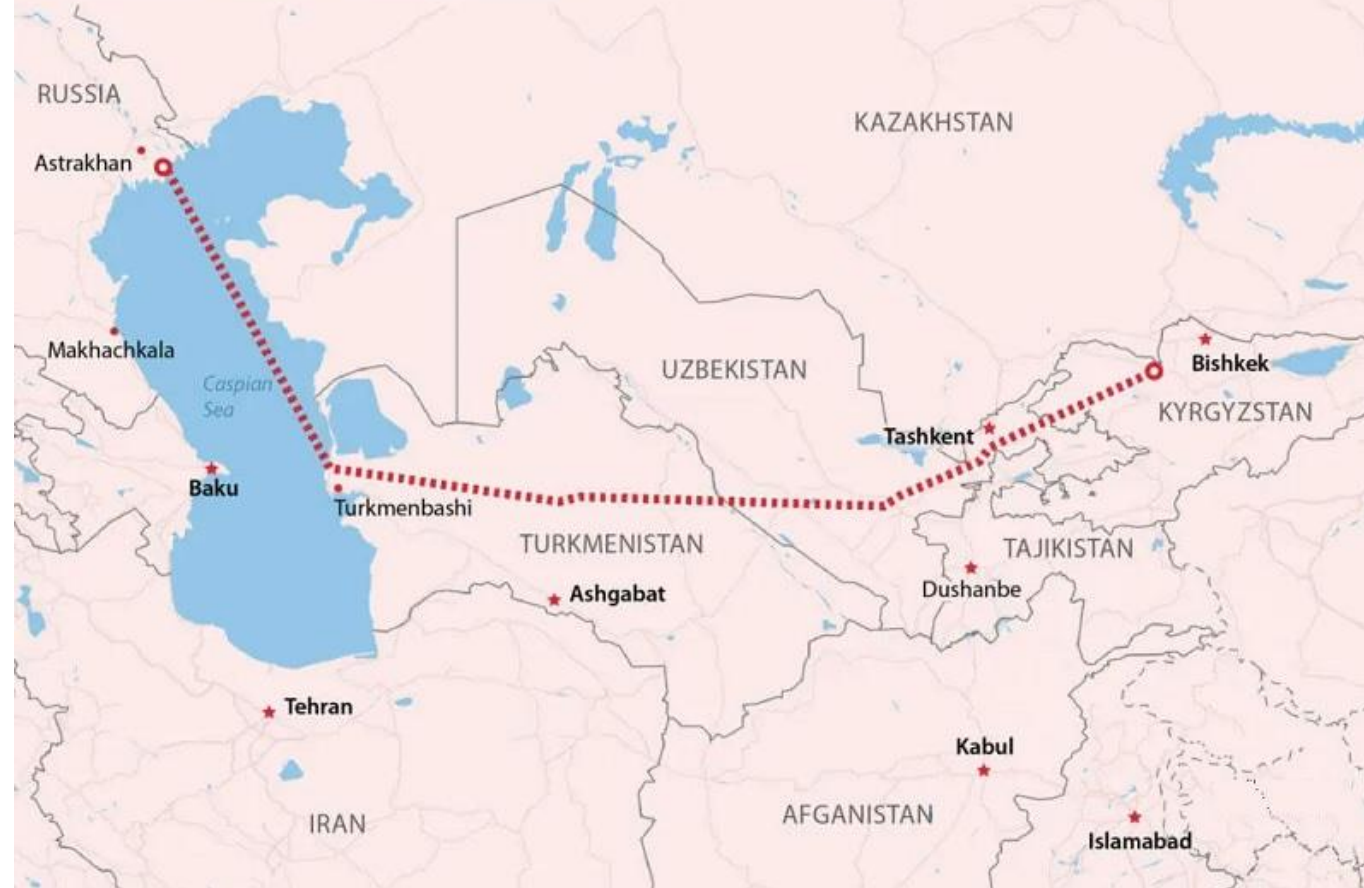 RUSSIA
KAZAKHSTAN
Astrakhan
Makhachkala
Bishkek
UZBEKISTAN
Caspian
Sea
KYRGYZSTAN
Tashkent
Baku
Turkmenbashi
TURKMENISTAN
TAJIKISTAN
Dushanbe
Ashgabat
Tehran
Kabul
AFGANISTAN
IRAN
Islamabad